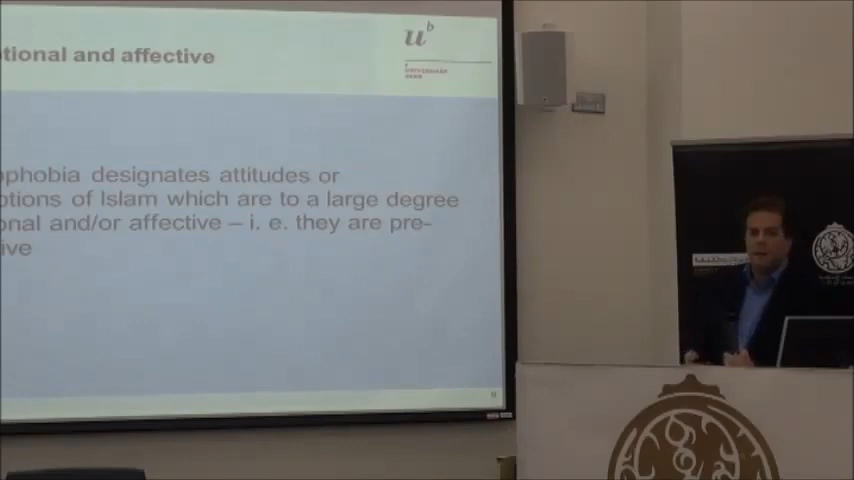 tional and affective
u^b
UNIVERSITÄT
BERN
ophobia designates attitudes or
ptions of Islam which are to a large degree
onal and/or affective – i. e. they are pre-
ive